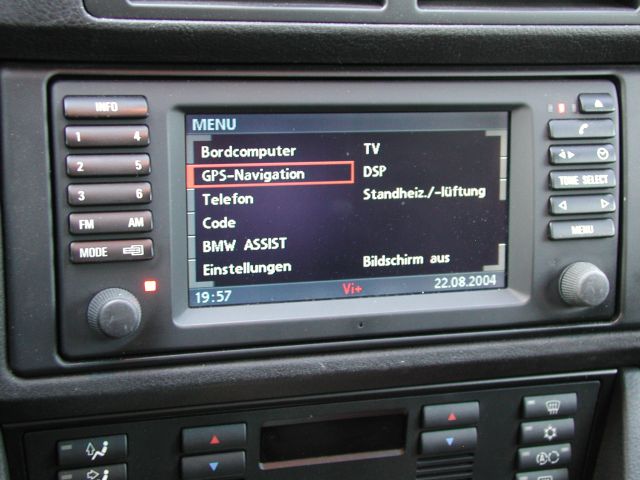 INFO
1 4
2 5
3 6
FM AM
MODE
MENU
Bordcomputer
GPS-Navigation
Telefon
Code
BMW ASSIST
Einstellungen
TV
DSP
Standheiz./-lüftung
Bildschirm aus
19:57
Vi+
22.08.2004
TONE SELECT
MENU